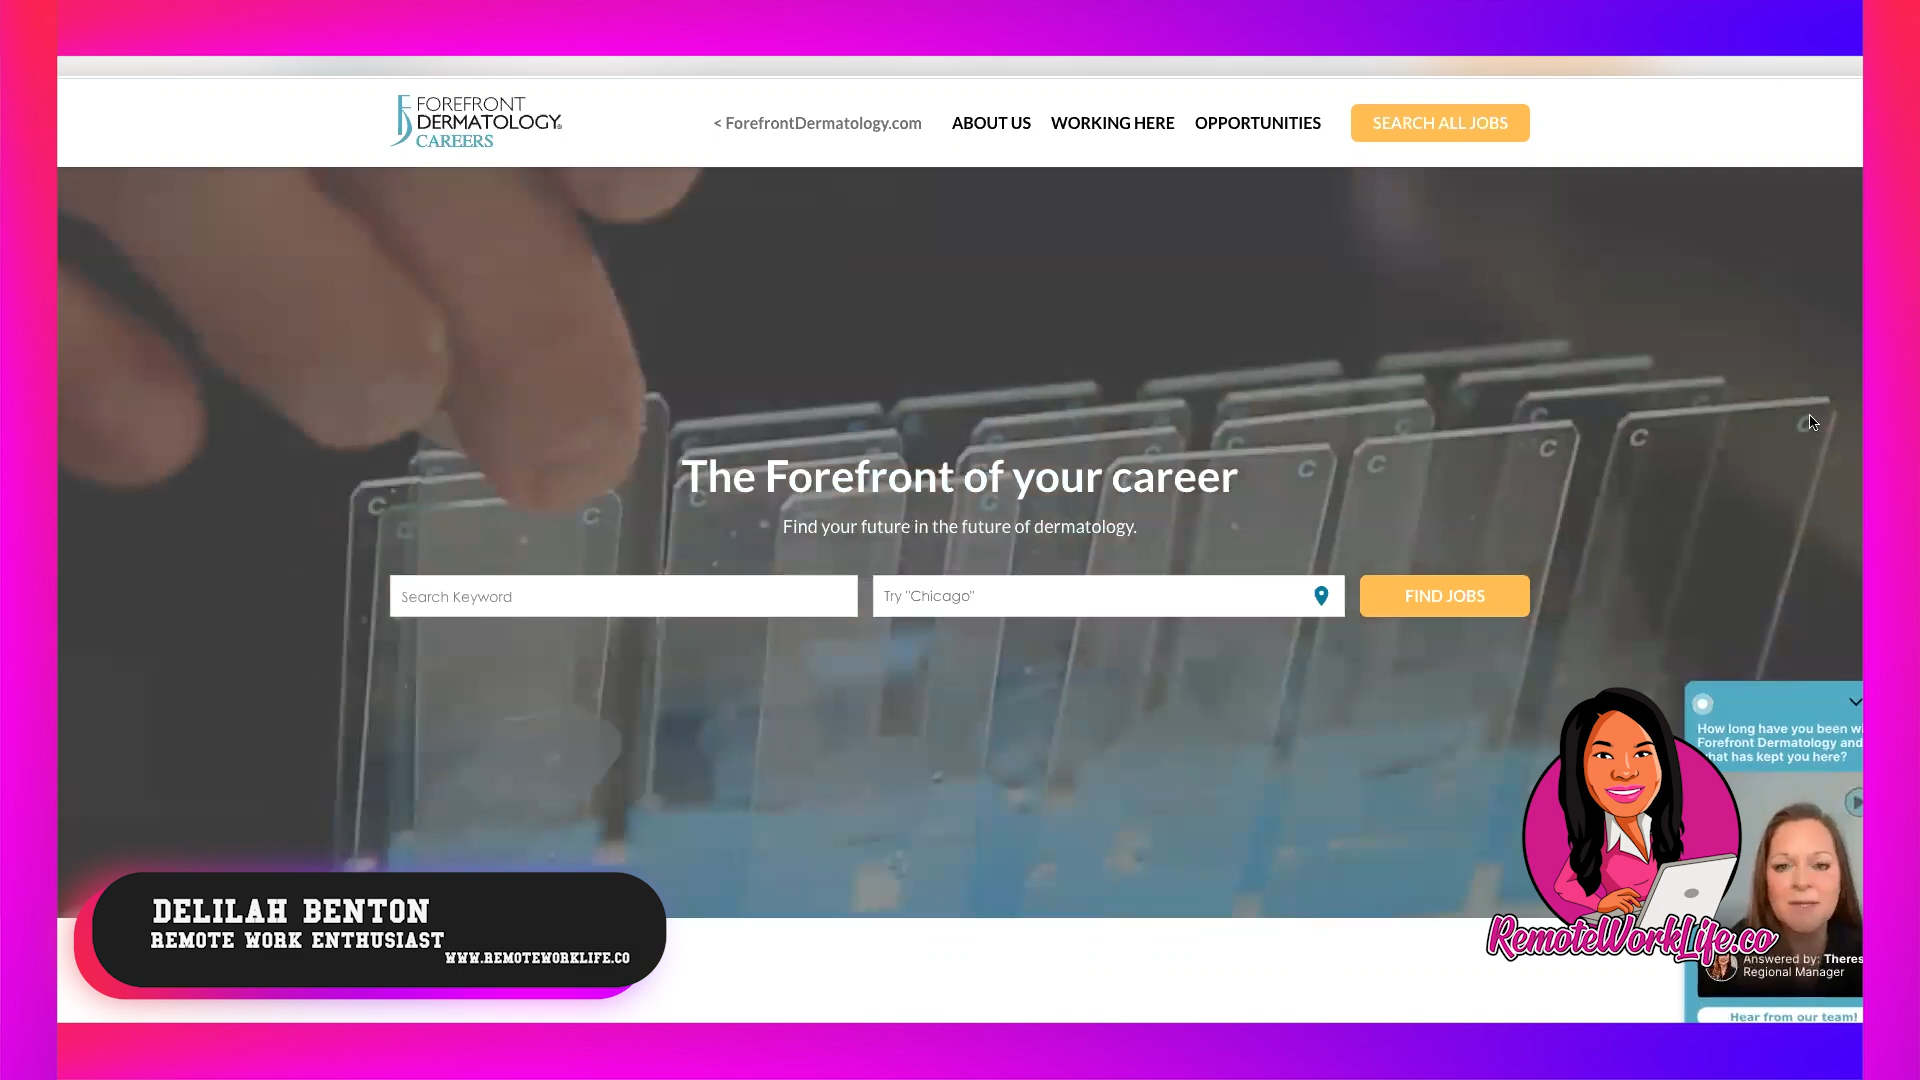 FOREFRONT
DERMATOLOGY®
CAREERS
< ForefrontDermatology.com
ABOUT US
WORKING HERE
OPPORTUNITIES
SEARCH ALL JOBS
C C C C C C C C C
The Forefront of your career
Find your future in the future of dermatology.
Search Keyword
Try "Chicago"
FIND JOBS
How long have you been
Forefront Dermatology and
what has kept you here?
DELILAH BENTON
REMOTE WORK ENTHUSIAST
WWW.REMOTEWORKLIFE.CO
RemoteWorkLife.co
Answered by:
Regional Manager
Hear from our team!